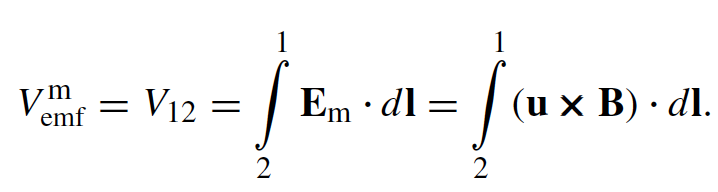 V^m_emf = V_12 = ∫_2^1 E_m · dl = ∫_2^1 (u × B) · dl.